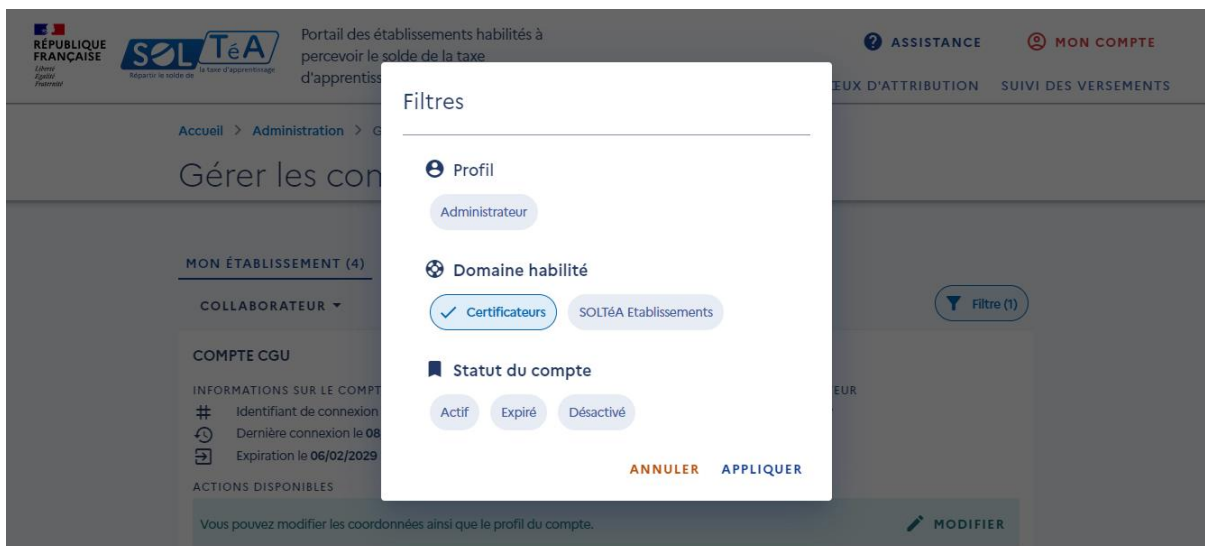 RÉPUBLIQUE
FRANÇAISE
Liberté
Égalité
Fraternité
SOLTéA
Répartir le solde de la taxe d'apprentissage
Portail des établissements habilités à
percevoir le solde de la taxe
d'apprentiss
ASSISTANCE
MON COMPTE
ŒUX D'ATTRIBUTION
SUIVI DES VERSEMENTS
Accueil > Administration > G
Gérer les con
MON ÉTABLISSEMENT (4)
COLLABORATEUR
Filtre (1)
COMPTE CGU
INFORMATIONS SUR LE COMPT
EUR
Identifiant de connexion
Dernière connexion le 08
Expiration le 06/02/2029
ACTIONS DISPONIBLES
Vous pouvez modifier les coordonnées ainsi que le profil du compte.
MODIFIER
Filtres
Profil
Administrateur
Domaine habilité
Certificateurs
SOLTéA Etablissements
Statut du compte
Actif
Expiré
Désactivé
ANNULER
APPLIQUER